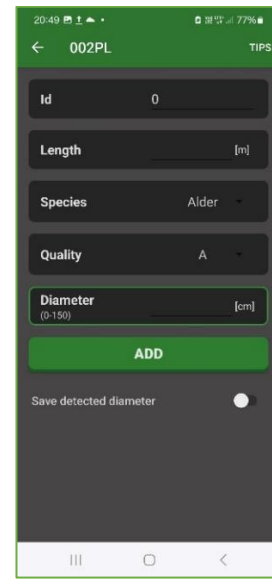 20:49 77%
002PL TIPS
Id 0
Length [m]
Species Alder
Quality A
Diameter [cm]
(0-150)
ADD
Save detected diameter